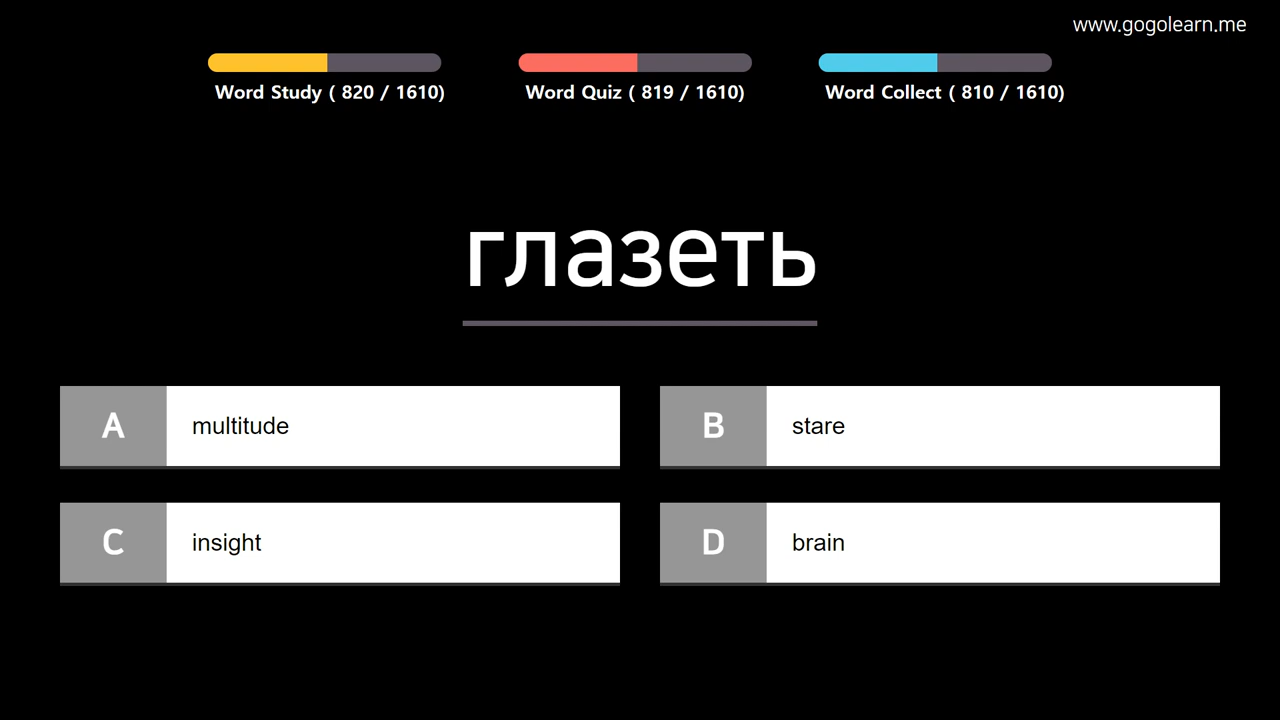 www.gogolearn.me
Word Study ( 820 / 1610)
Word Quiz ( 819 / 1610)
Word Collect ( 810 / 1610)
глазеть
A multitude
B stare
C insight
D brain